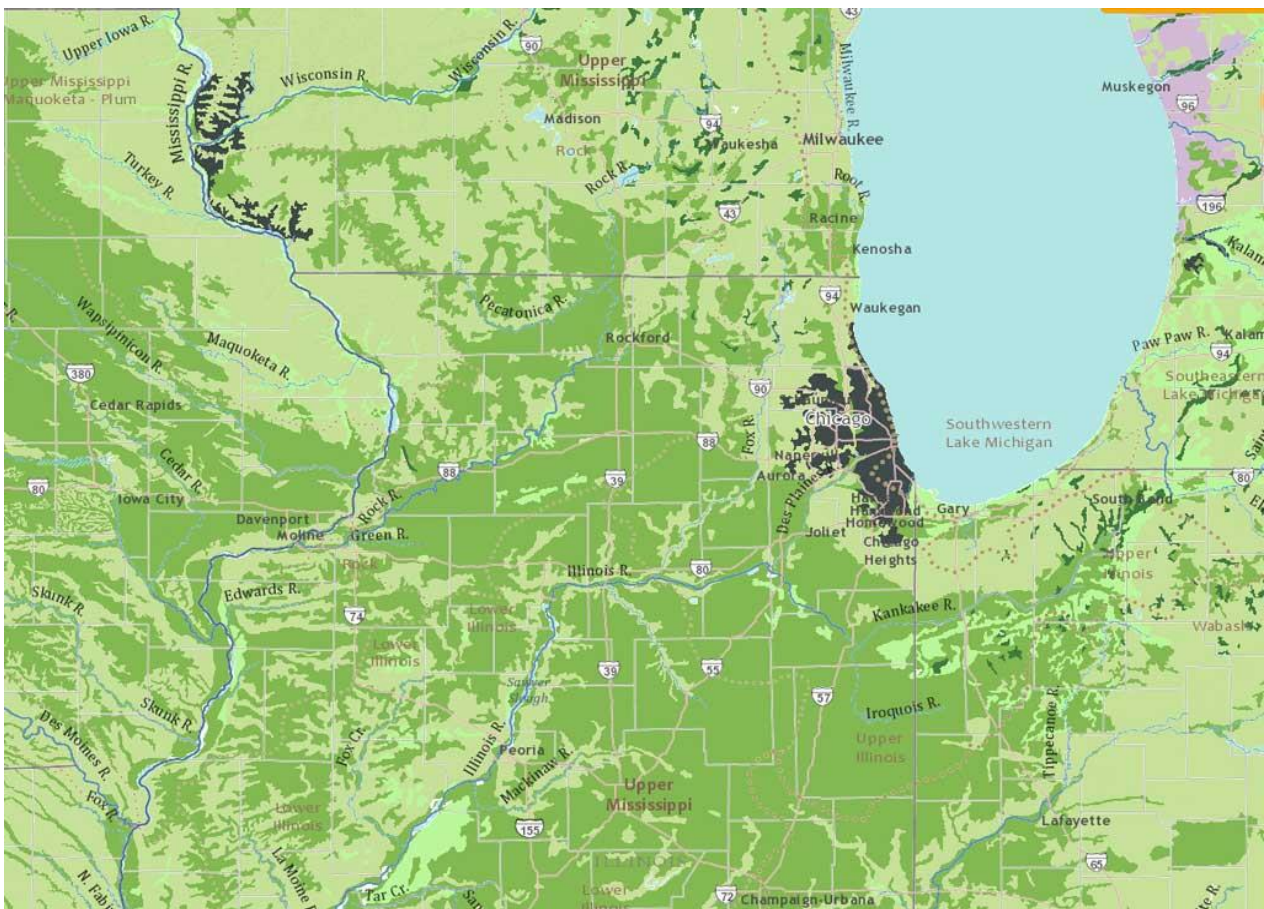 43
Upper Iowa R.
Wisconsin R.
Wisconsin R.
90
Upper
Mississippi
Milwaukee R.
Muskegon
96
Upper Mississippi
Maquoketa - Plum
Mississippi R.
Madison
Rock
94
Waukesha
Milwaukee
Turkey R.
Rock R.
Root R.
43
Racine
196
Kenosha
Pecatonica R.
94
Waukegan
Wapsipinicon R.
Maquoketa R.
Rockford
Paw Paw R.
94
380
Cedar Rapids
90
Southeastern
Lake Michigan
Chicago
Southwestern
Lake Michigan
Fox R.
88
Cedar R.
80
Iowa City
88
39
Aurora
Des Plaines
80
South Bend
Davenport
Moline
Rock R.
Green R.
Rock
Joliet
Homewood
Gary
Chicago
Heights
Upper
Illinois
Skunk R.
Edwards R.
74
Illinois R.
80
Lower
Illinois
Kankakee R.
Wabash
Lower
Illinois
39
55
57
Sawyer
Slough
Skunk R.
Iroquois R.
Tippecanoe R.
Des Moines R.
Fox Cr.
Illinois R.
Peoria
Mackinaw R.
Upper
Illinois
Fox R.
Lower
Illinois
Upper
Mississippi
155
Lafayette
ILLINOIS
65
La Moine
Tar Cr.
Lower
72
Champaign-Urbana